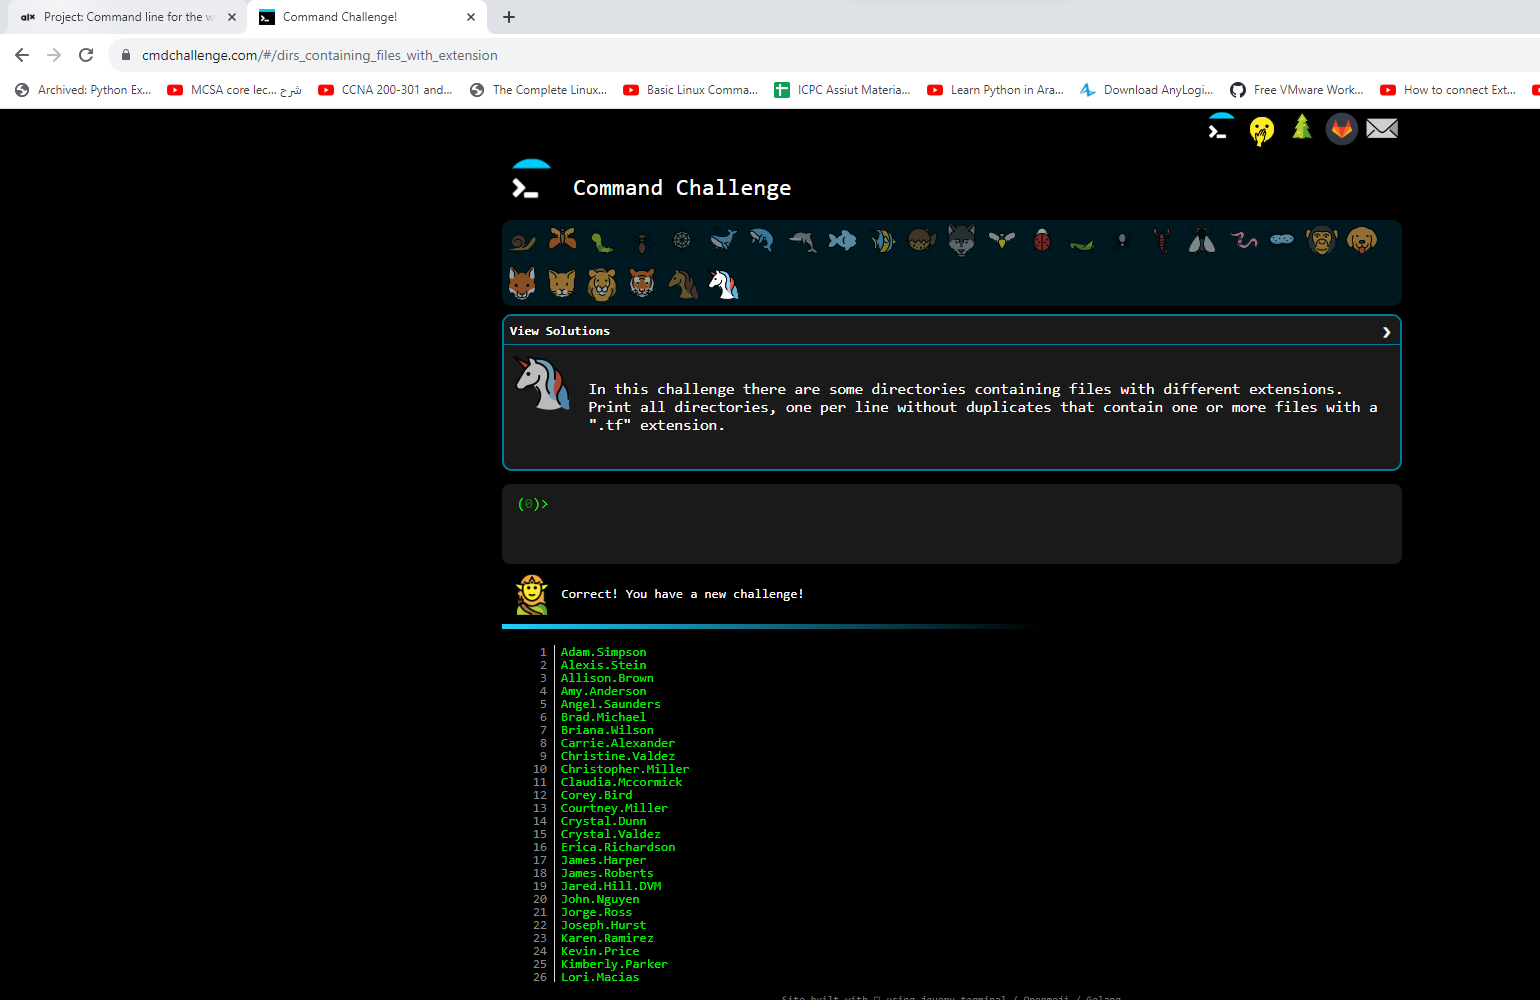 alx Project: Command line for the w
Command Challenge!
cmdchallenge.com/#/dirs_containing_files_with_extension
Archived: Python Ex... MCSA core lec... شرح CCNA 200-301 and... The Complete Linux... Basic Linux Comma... ICPC Assiut Materia... Learn Python in Ara... Download AnyLogi... Free VMware Work... How to connect Ext...
Command Challenge
View Solutions
In this challenge there are some directories containing files with different extensions.
Print all directories, one per line without duplicates that contain one or more files with a
".tf" extension.
(0)>
Correct! You have a new challenge!
1 Adam.Simpson
2 Alexis.Stein
3 Allison.Brown
4 Amy.Anderson
5 Angel.Saunders
6 Brad.Michael
7 Briana.Wilson
8 Carrie.Alexander
9 Christine.Valdez
10 Christopher.Miller
11 Claudia.Mccormick
12 Corey.Bird
13 Courtney.Miller
14 Crystal.Dunn
15 Crystal.Valdez
16 Erica.Richardson
17 James.Harper
18 James.Roberts
19 Jared.Hill.DVM
20 John.Nguyen
21 Jorge.Ross
22 Joseph.Hurst
23 Karen.Ramirez
24 Kevin.Price
25 Kimberly.Parker
26 Lori.Macias